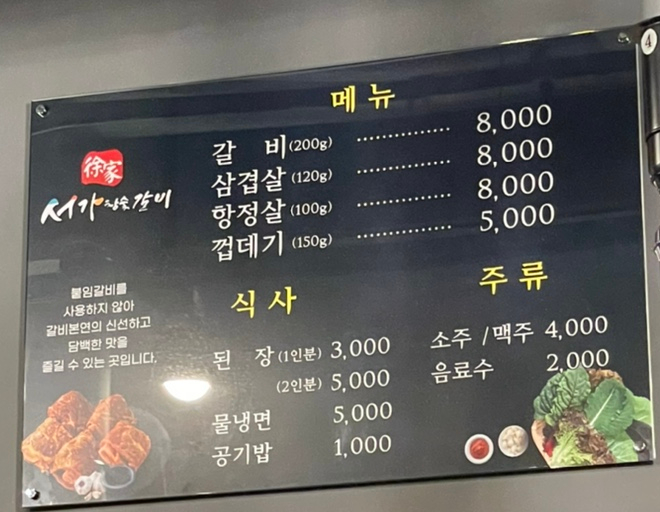 메뉴
갈 비(200g) ............... 8,000
삼겹살 (120g) 8,000
항정살 (100g) ............... 8,000
껍데기 (150g) ............... 5,000
徐家
서가 갈비
붙임갈비를
사용하지 않아
갈비본연의 신선하고
담백한 맛을
즐길 수 있는 곳입니다.
식사
된 장(1인분) 3,000
(2인분) 5,000
물냉면 5,000
공기밥 1,000
주류
소주 /맥주 4,000
음료수 2,000
4